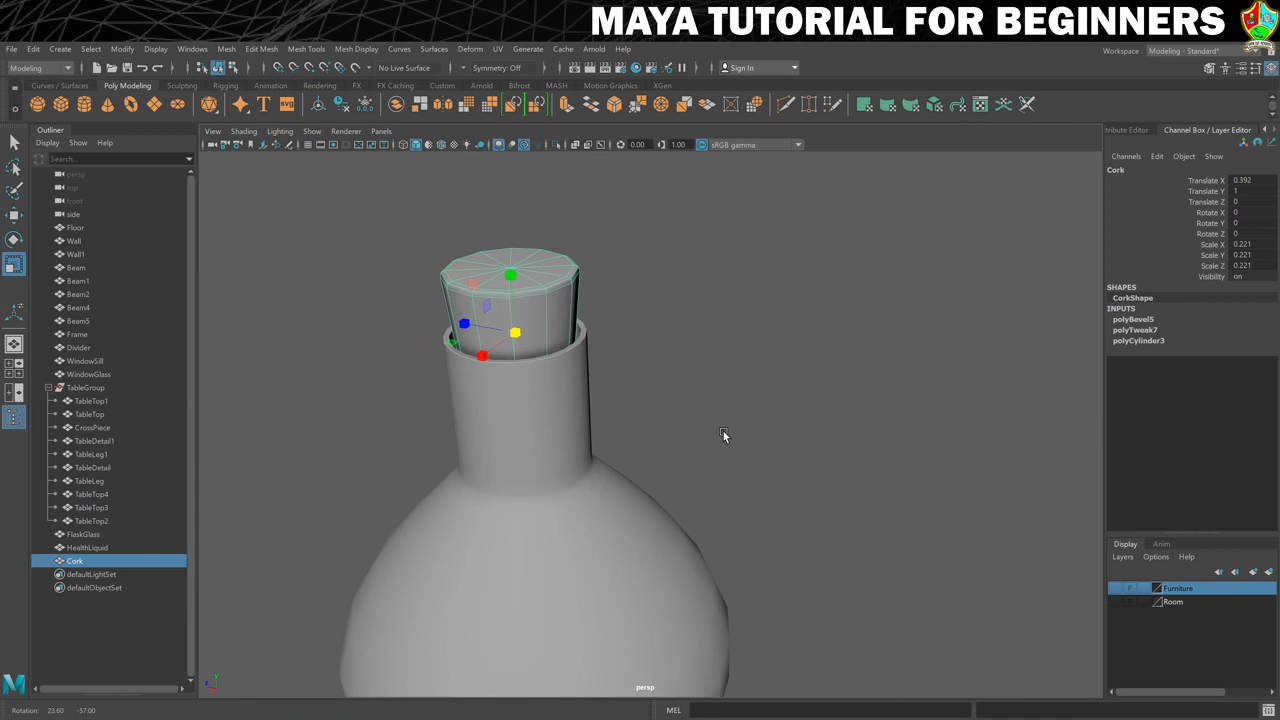 MAYA TUTORIAL FOR BEGINNERS
File Edit Create Select Modify Display Windows Mesh Edit Mesh Mesh Tools Mesh Display Curves Surfaces Deform UV Generate Cache Arnold Help
Workspace : Modeling - Standard*
Modeling No Live Surface Symmetry: Off Sign In
Curves / Surfaces Poly Modeling Sculpting Rigging Animation Rendering FX FX Caching Custom Arnold Bifrost MASH Motion Graphics XGen
Outliner
Display Show Help
Search...
persp
top
front
side
Floor
Wall
Wall1
Beam
Beam1
Beam2
Beam4
Beam5
Frame
Divider
WindowSill
WindowGlass
TableGroup
TableTop1
TableTop
CrossPiece
TableDetail1
TableLeg1
TableDetail
TableLeg
TableTop4
TableTop3
TableTop2
FlaskGlass
HealthLiquid
Cork
defaultLightSet
defaultObjectSet
View Shading Lighting Show Renderer Panels
0.00 1.00 sRGB gamma
SVG
persp
tribute Editor Channel Box / Layer Editor
Channels Edit Object Show
Cork
Translate X 0.392
Translate Y 1
Translate Z 0
Rotate X 0
Rotate Y 0
Rotate Z 0
Scale X 0.221
Scale Y 0.221
Scale Z 0.221
Visibility on
SHAPES
CorkShape
INPUTS
polyBevel5
polyTweak7
polyCylinder3
Display Anim
Layers Options Help
P Furniture
Room
Rotation: 23.60 -57.00
MEL